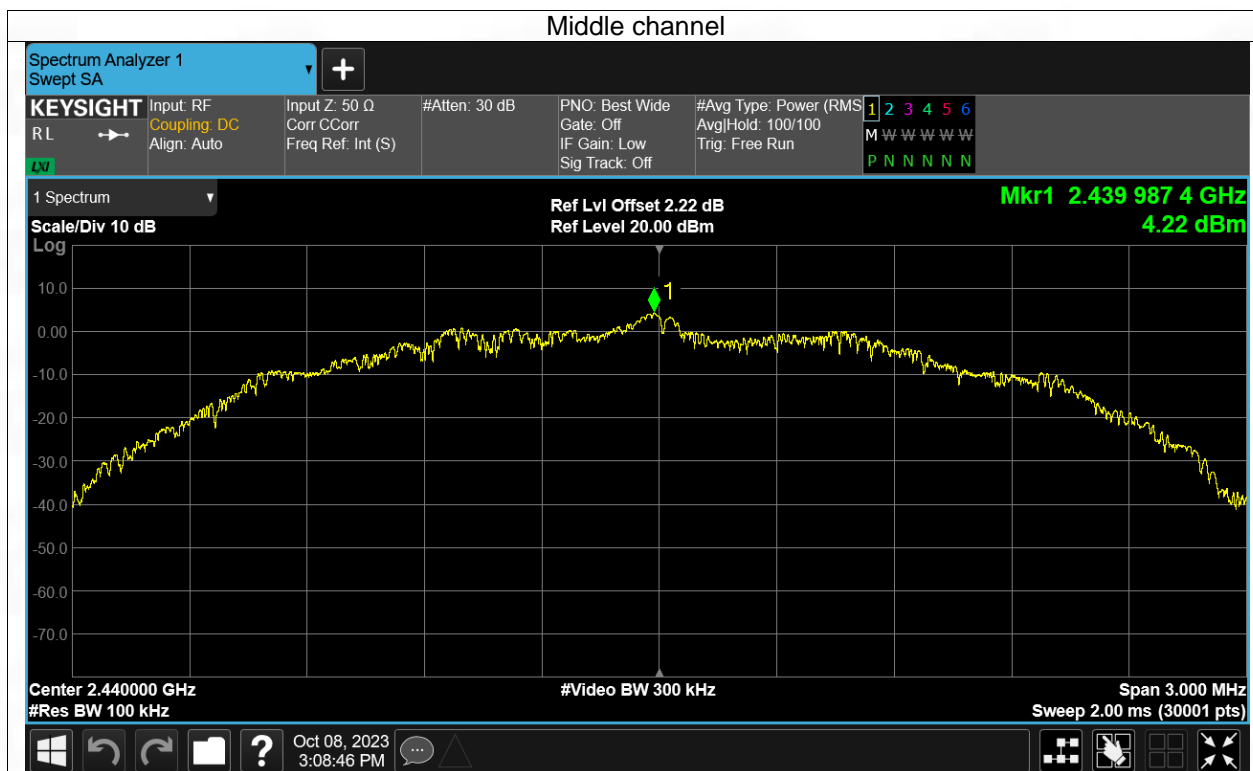 Middle channel
Spectrum Analyzer 1
Swept SA
KEYSIGHT
RL
LXI
Input: RF
Coupling: DC
Align: Auto
Input Z: 50 Ω
Corr CCorr
Freq Ref: Int (S)
#Atten: 30 dB
PNO: Best Wide
Gate: Off
IF Gain: Low
Sig Track: Off
#Avg Type: Power (RMS
Avg|Hold: 100/100
Trig: Free Run
1 2 3 4 5 6
M W W W W W
P N N N N N
1 Spectrum
Scale/Div 10 dB
Ref Lvl Offset 2.22 dB
Ref Level 20.00 dBm
Mkr1 2.439 987 4 GHz
4.22 dBm
Log
1
10.0
0.00
-10.0
-20.0
-30.0
-40.0
-50.0
-60.0
-70.0
Center 2.440000 GHz
#Res BW 100 kHz
#Video BW 300 kHz
Span 3.000 MHz
Sweep 2.00 ms (30001 pts)
?
Oct 08, 2023
3:08:46 PM